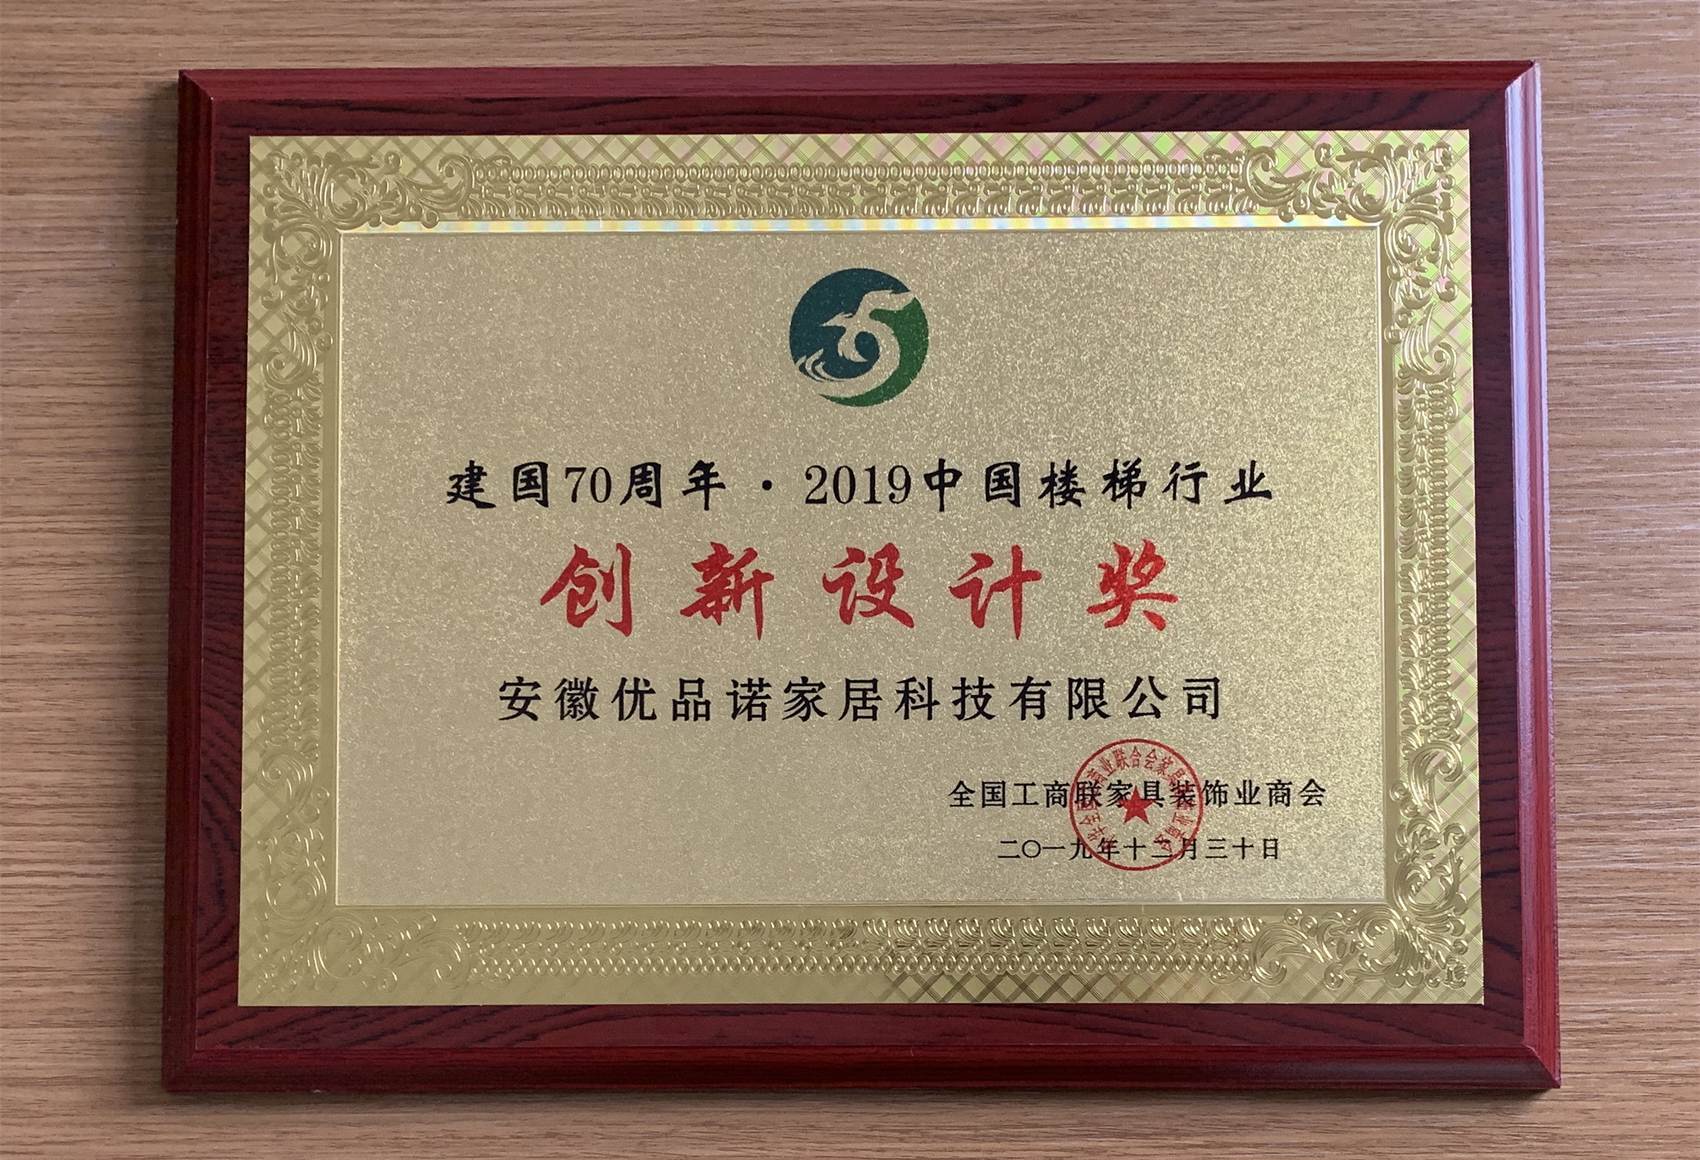 建国70周年·2019中国楼梯行业
创新设计奖
安徽优品诺家居科技有限公司
全国工商联家具装饰业商会
二〇一九年十二月三十日